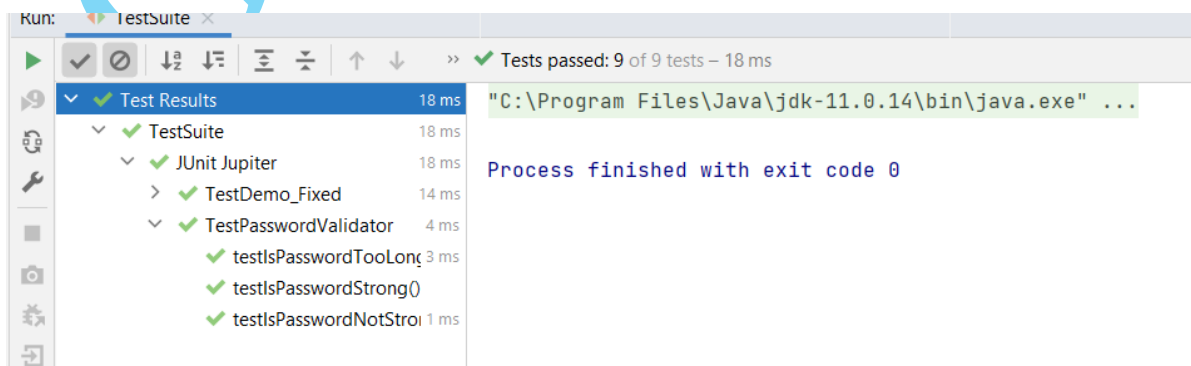 Run: TestSuite ×
» Tests passed: 9 of 9 tests – 18 ms
Test Results 18 ms
TestSuite 18 ms
JUnit Jupiter 18 ms
TestDemo_Fixed 14 ms
TestPasswordValidator 4 ms
testIsPasswordTooLong 3 ms
testIsPasswordStrong()
testIsPasswordNotStro 1 ms
"C:\Program Files\Java\jdk-11.0.14\bin\java.exe" ...
Process finished with exit code 0